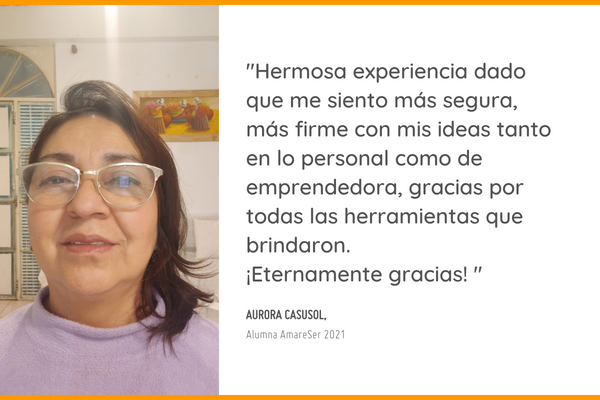 "Hermosa experiencia dado
que me siento más segura,
más firme con mis ideas tanto
en lo personal como de
emprendedora, gracias por
todas las herramientas que
brindaron.
¡Eternamente gracias! "
AURORA CASUSOL,
Alumna AmareSer 2021